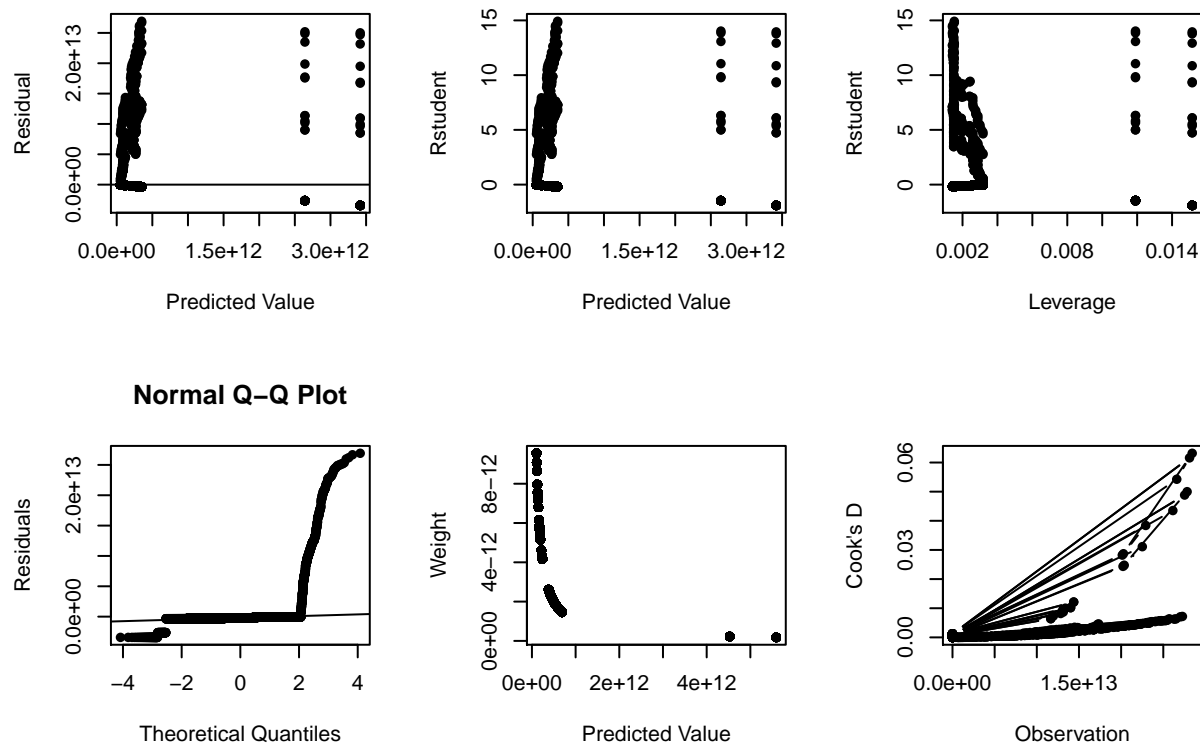 Residual
0.0e+00
2.0e+13
0.0e+00
1.5e+12
3.0e+12
Predicted Value
Rstudent
0
5
10
15
0.0e+00
1.5e+12
3.0e+12
Predicted Value
Rstudent
0
5
10
15
0.002
0.008
0.014
Leverage
Normal Q−Q Plot
Residuals
0.0e+00
2.0e+13
−4
−2
0
2
4
Theoretical Quantiles
Weight
0e+00
4e−12
8e−12
0e+00
2e+12
4e+12
Predicted Value
Cook's D
0.00
0.03
0.06
0.0e+00
1.5e+13
Observation